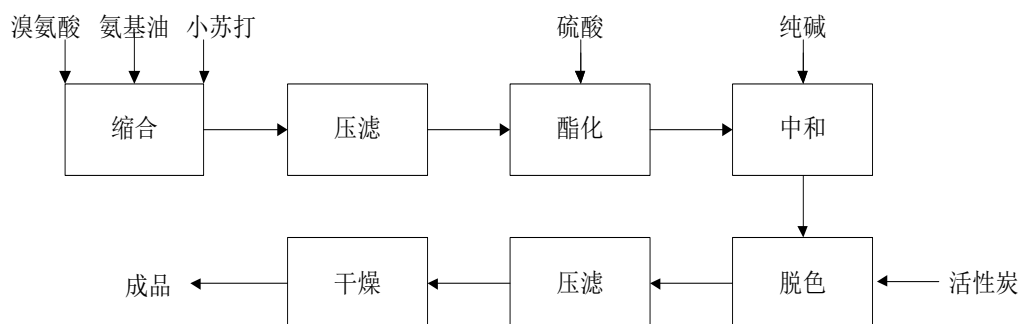 溴氨酸 氨基油 小苏打 硫酸 纯碱
缩合 压滤 酯化 中和
成品 干燥 压滤 脱色 活性炭